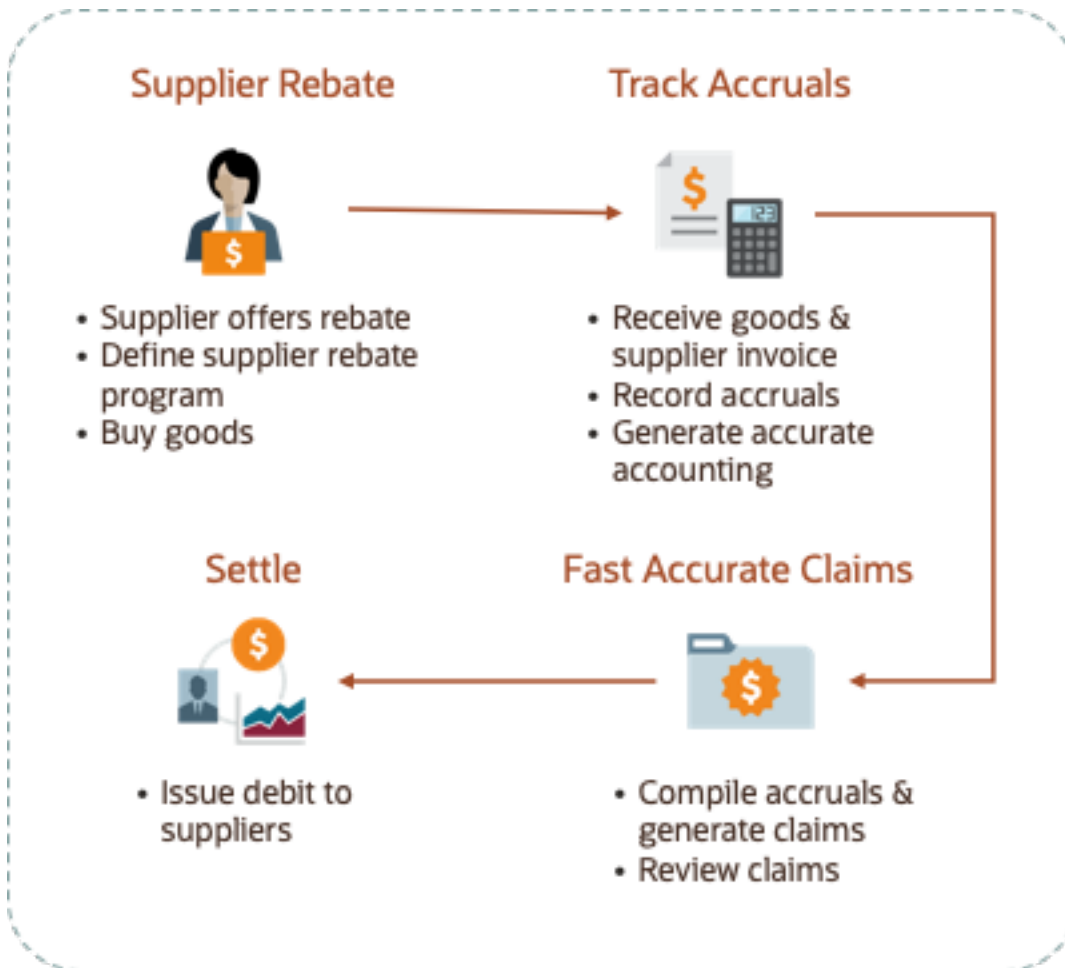 Supplier Rebate
$
• Supplier offers rebate
• Define supplier rebate
program
• Buy goods
Track Accruals
$
123
• Receive goods &
supplier invoice
• Record accruals
• Generate accurate
accounting
Fast Accurate Claims
$
• Compile accruals &
generate claims
• Review claims
Settle
$
• Issue debit to
suppliers